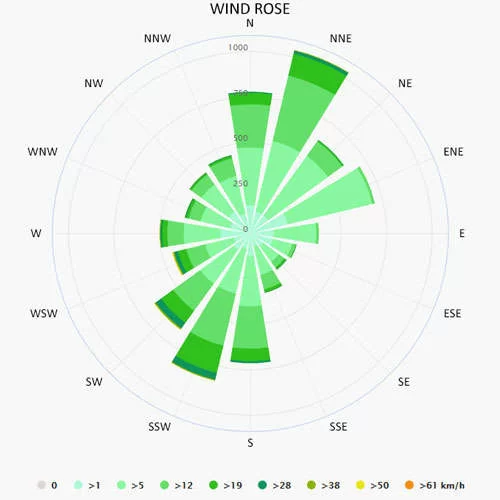 WIND ROSE
N
NNW
NNE
1000
NW
NE
750
500
WNW
ENE
250
0
W
E
WSW
ESE
SW
SE
SSW
SSE
S
0 >1 >5 >12 >19 >28 >38 >50 >61 km/h